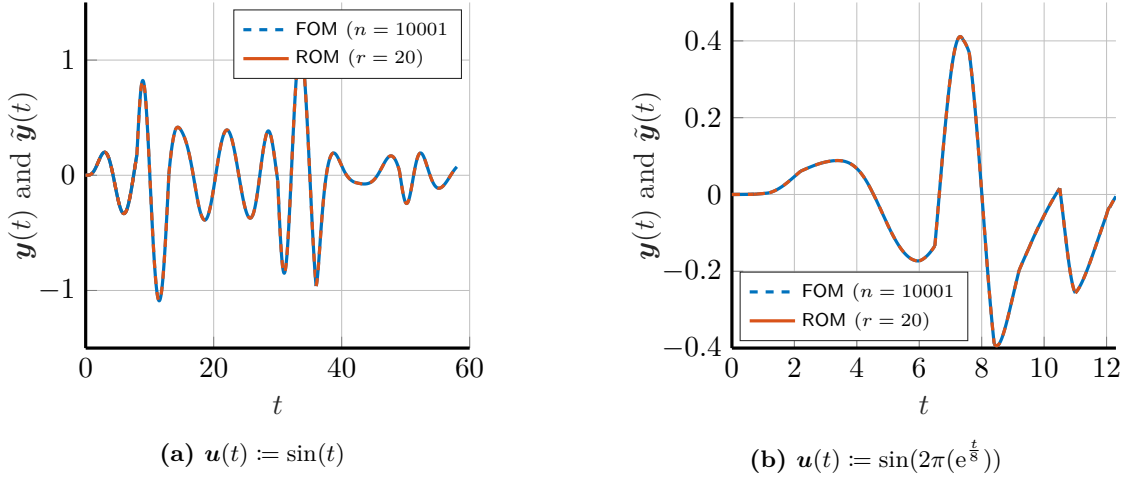 1
0
−1
0
20
40
60
t
y(t) and ỹ(t)
FOM (n = 10001
ROM (r = 20)
(a) u(t) := sin(t)
0.4
0.2
0
−0.2
−0.4
0
2
4
6
8
10
12
t
y(t) and ỹ(t)
FOM (n = 10001
ROM (r = 20)
(b) u(t) := sin(2π(e^{t/8}))